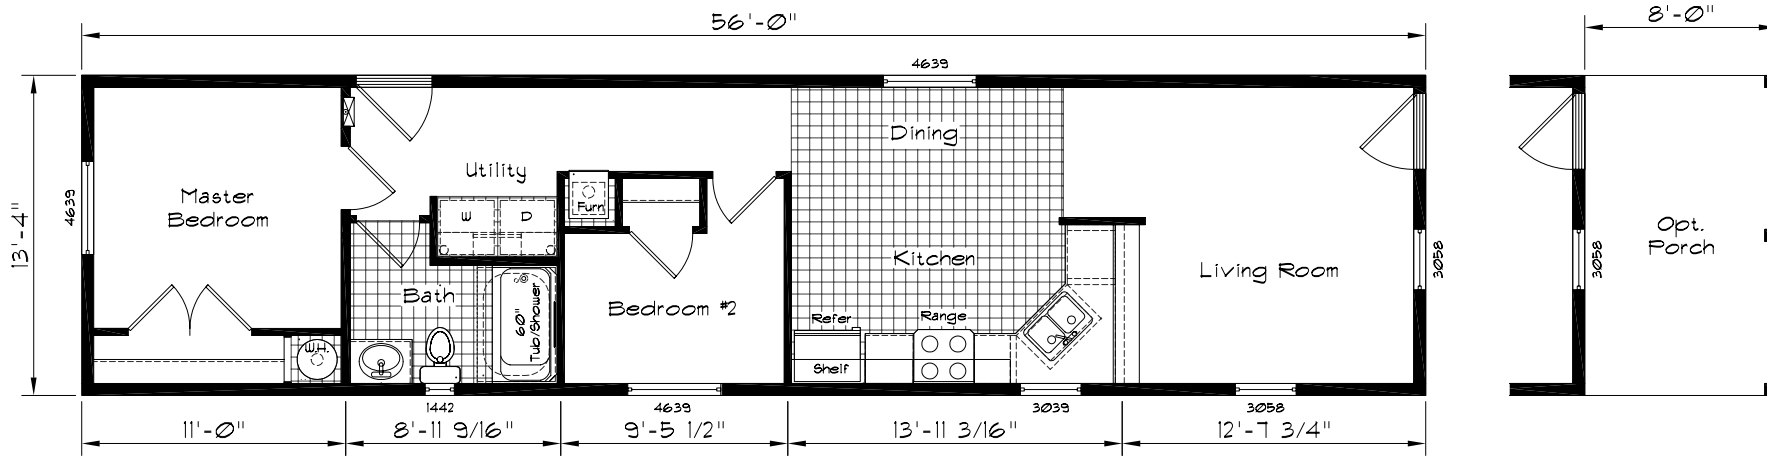 56'-0"
8'-0"
4639
Dining
Utility
Master
Bedroom
4639
13'-4"
Furn
W
D
Opt.
Porch
Kitchen
Living Room
3058
3058
Bath
60"
Tub/Shower
Bedroom #2
Refer
Range
W.H.
Shelf
1442
4639
3039
3058
11'-0"
8'-11 9/16"
9'-5 1/2"
13'-11 3/16"
12'-7 3/4"